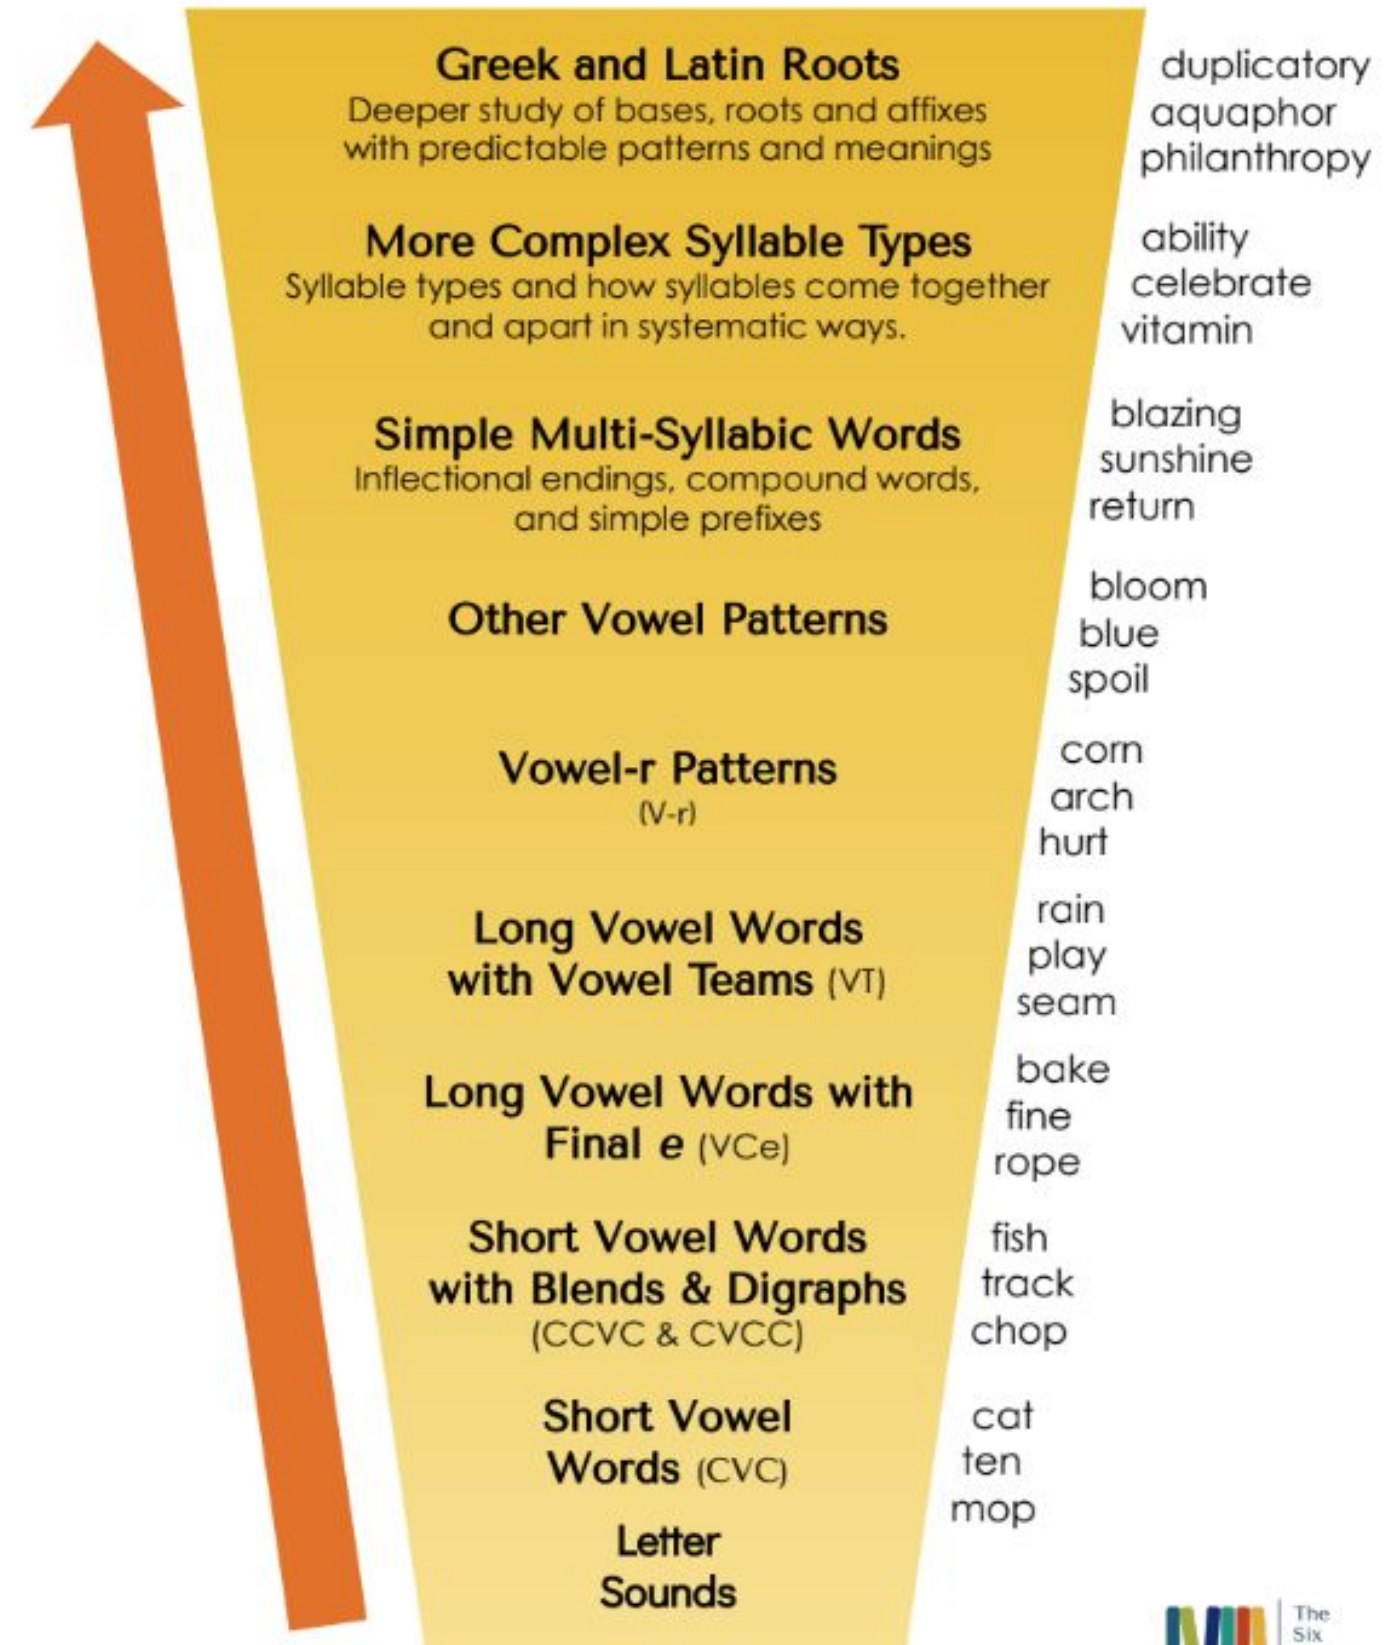 Greek and Latin Roots
Deeper study of bases, roots and affixes
with predictable patterns and meanings
duplicatory
aquaphor
philanthropy
More Complex Syllable Types
Syllable types and how syllables come together
and apart in systematic ways.
ability
celebrate
vitamin
Simple Multi-Syllabic Words
Inflectional endings, compound words,
and simple prefixes
blazing
sunshine
return
Other Vowel Patterns
bloom
blue
spoil
Vowel-r Patterns
(V-r)
corn
arch
hurt
Long Vowel Words
with Vowel Teams (VT)
rain
play
seam
Long Vowel Words with
Final e (VCe)
bake
fine
rope
Short Vowel Words
with Blends & Digraphs
(CCVC & CVCC)
fish
track
chop
Short Vowel
Words (CVC)
cat
ten
mop
Letter
Sounds
The
Six